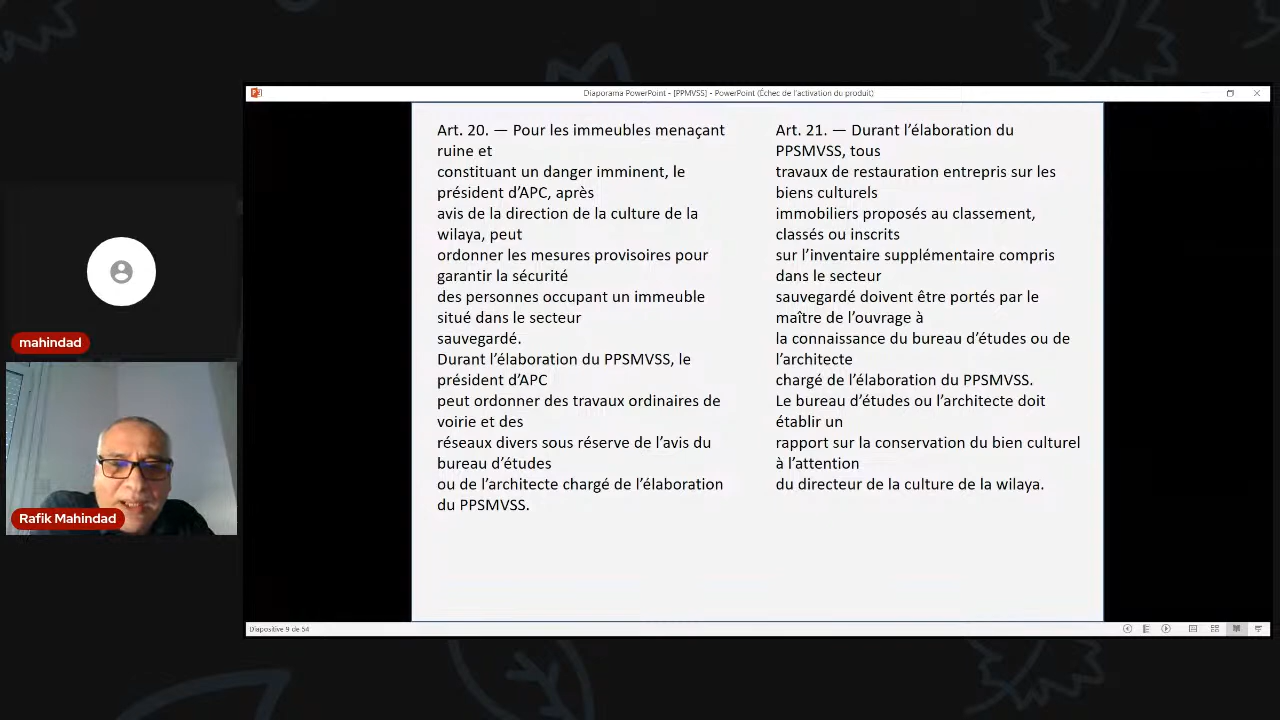 Diaporama PowerPoint - [PPMVSS] - PowerPoint (Échec de l'activation du produit)
mahindad
Rafik Mahindad
Art. 20. — Pour les immeubles menaçant
ruine et
constituant un danger imminent, le
président d'APC, après
avis de la direction de la culture de la
wilaya, peut
ordonner les mesures provisoires pour
garantir la sécurité
des personnes occupant un immeuble
situé dans le secteur
sauvegardé.
Durant l'élaboration du PPSMVSS, le
président d'APC
peut ordonner des travaux ordinaires de
voirie et des
réseaux divers sous réserve de l'avis du
bureau d'études
ou de l'architecte chargé de l'élaboration
du PPSMVSS.
Art. 21. — Durant l'élaboration du
PPSMVSS, tous
travaux de restauration entrepris sur les
biens culturels
immobiliers proposés au classement,
classés ou inscrits
sur l'inventaire supplémentaire compris
dans le secteur
sauvegardé doivent être portés par le
maître de l'ouvrage à
la connaissance du bureau d'études ou de
l'architecte
chargé de l'élaboration du PPSMVSS.
Le bureau d'études ou l'architecte doit
établir un
rapport sur la conservation du bien culturel
à l'attention
du directeur de la culture de la wilaya.
Diapositive 9 de 54